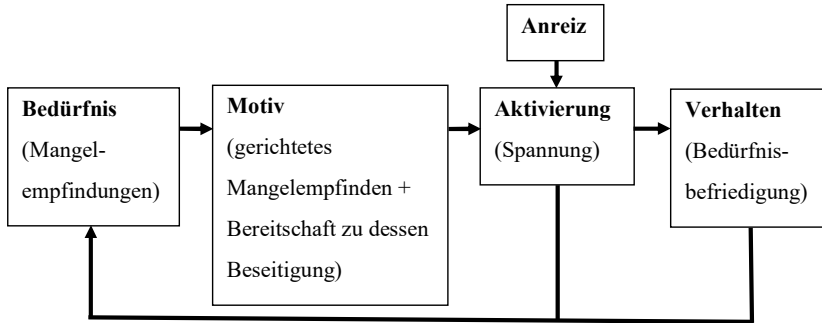 Anreiz
Bedürfnis
(Mangel-
empfindungen)
Motiv
(gerichtetes
Mangelempfinden +
Bereitschaft zu dessen
Beseitigung)
Aktivierung
(Spannung)
Verhalten
(Bedürfnis-
befriedigung)